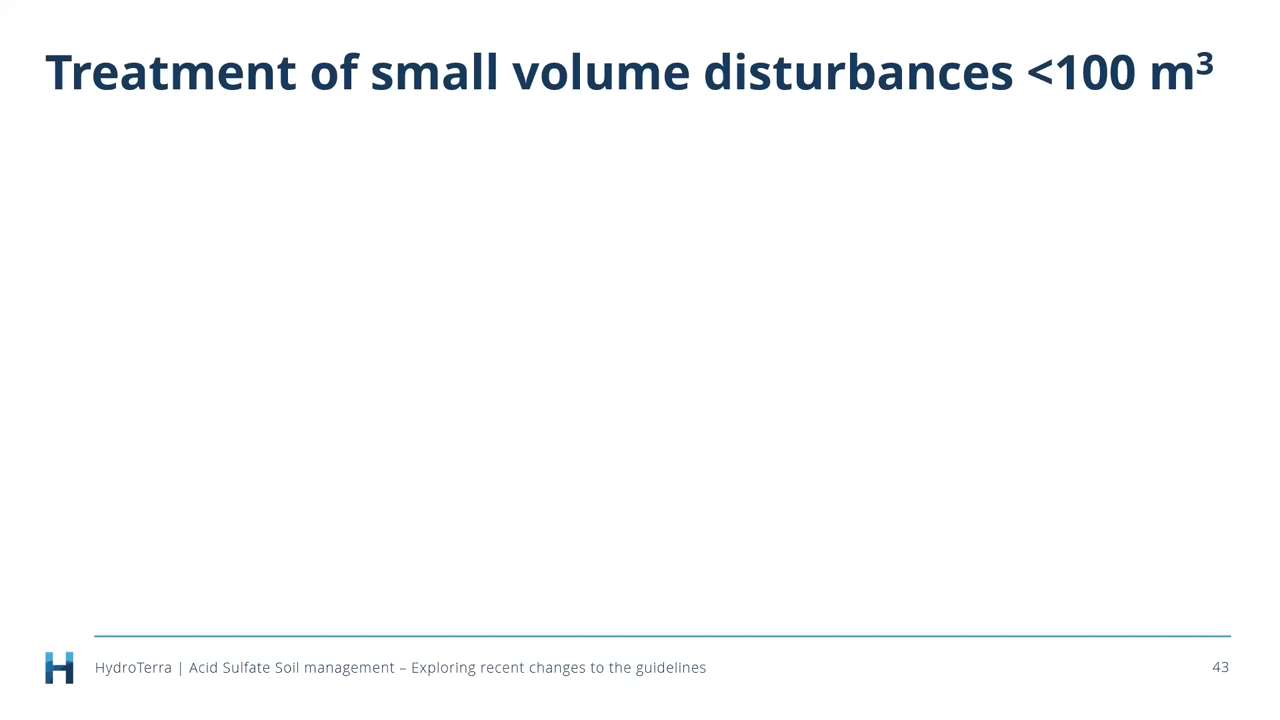 Treatment of small volume disturbances <100 m³
HydroTerra | Acid Sulfate Soil management – Exploring recent changes to the guidelines
43